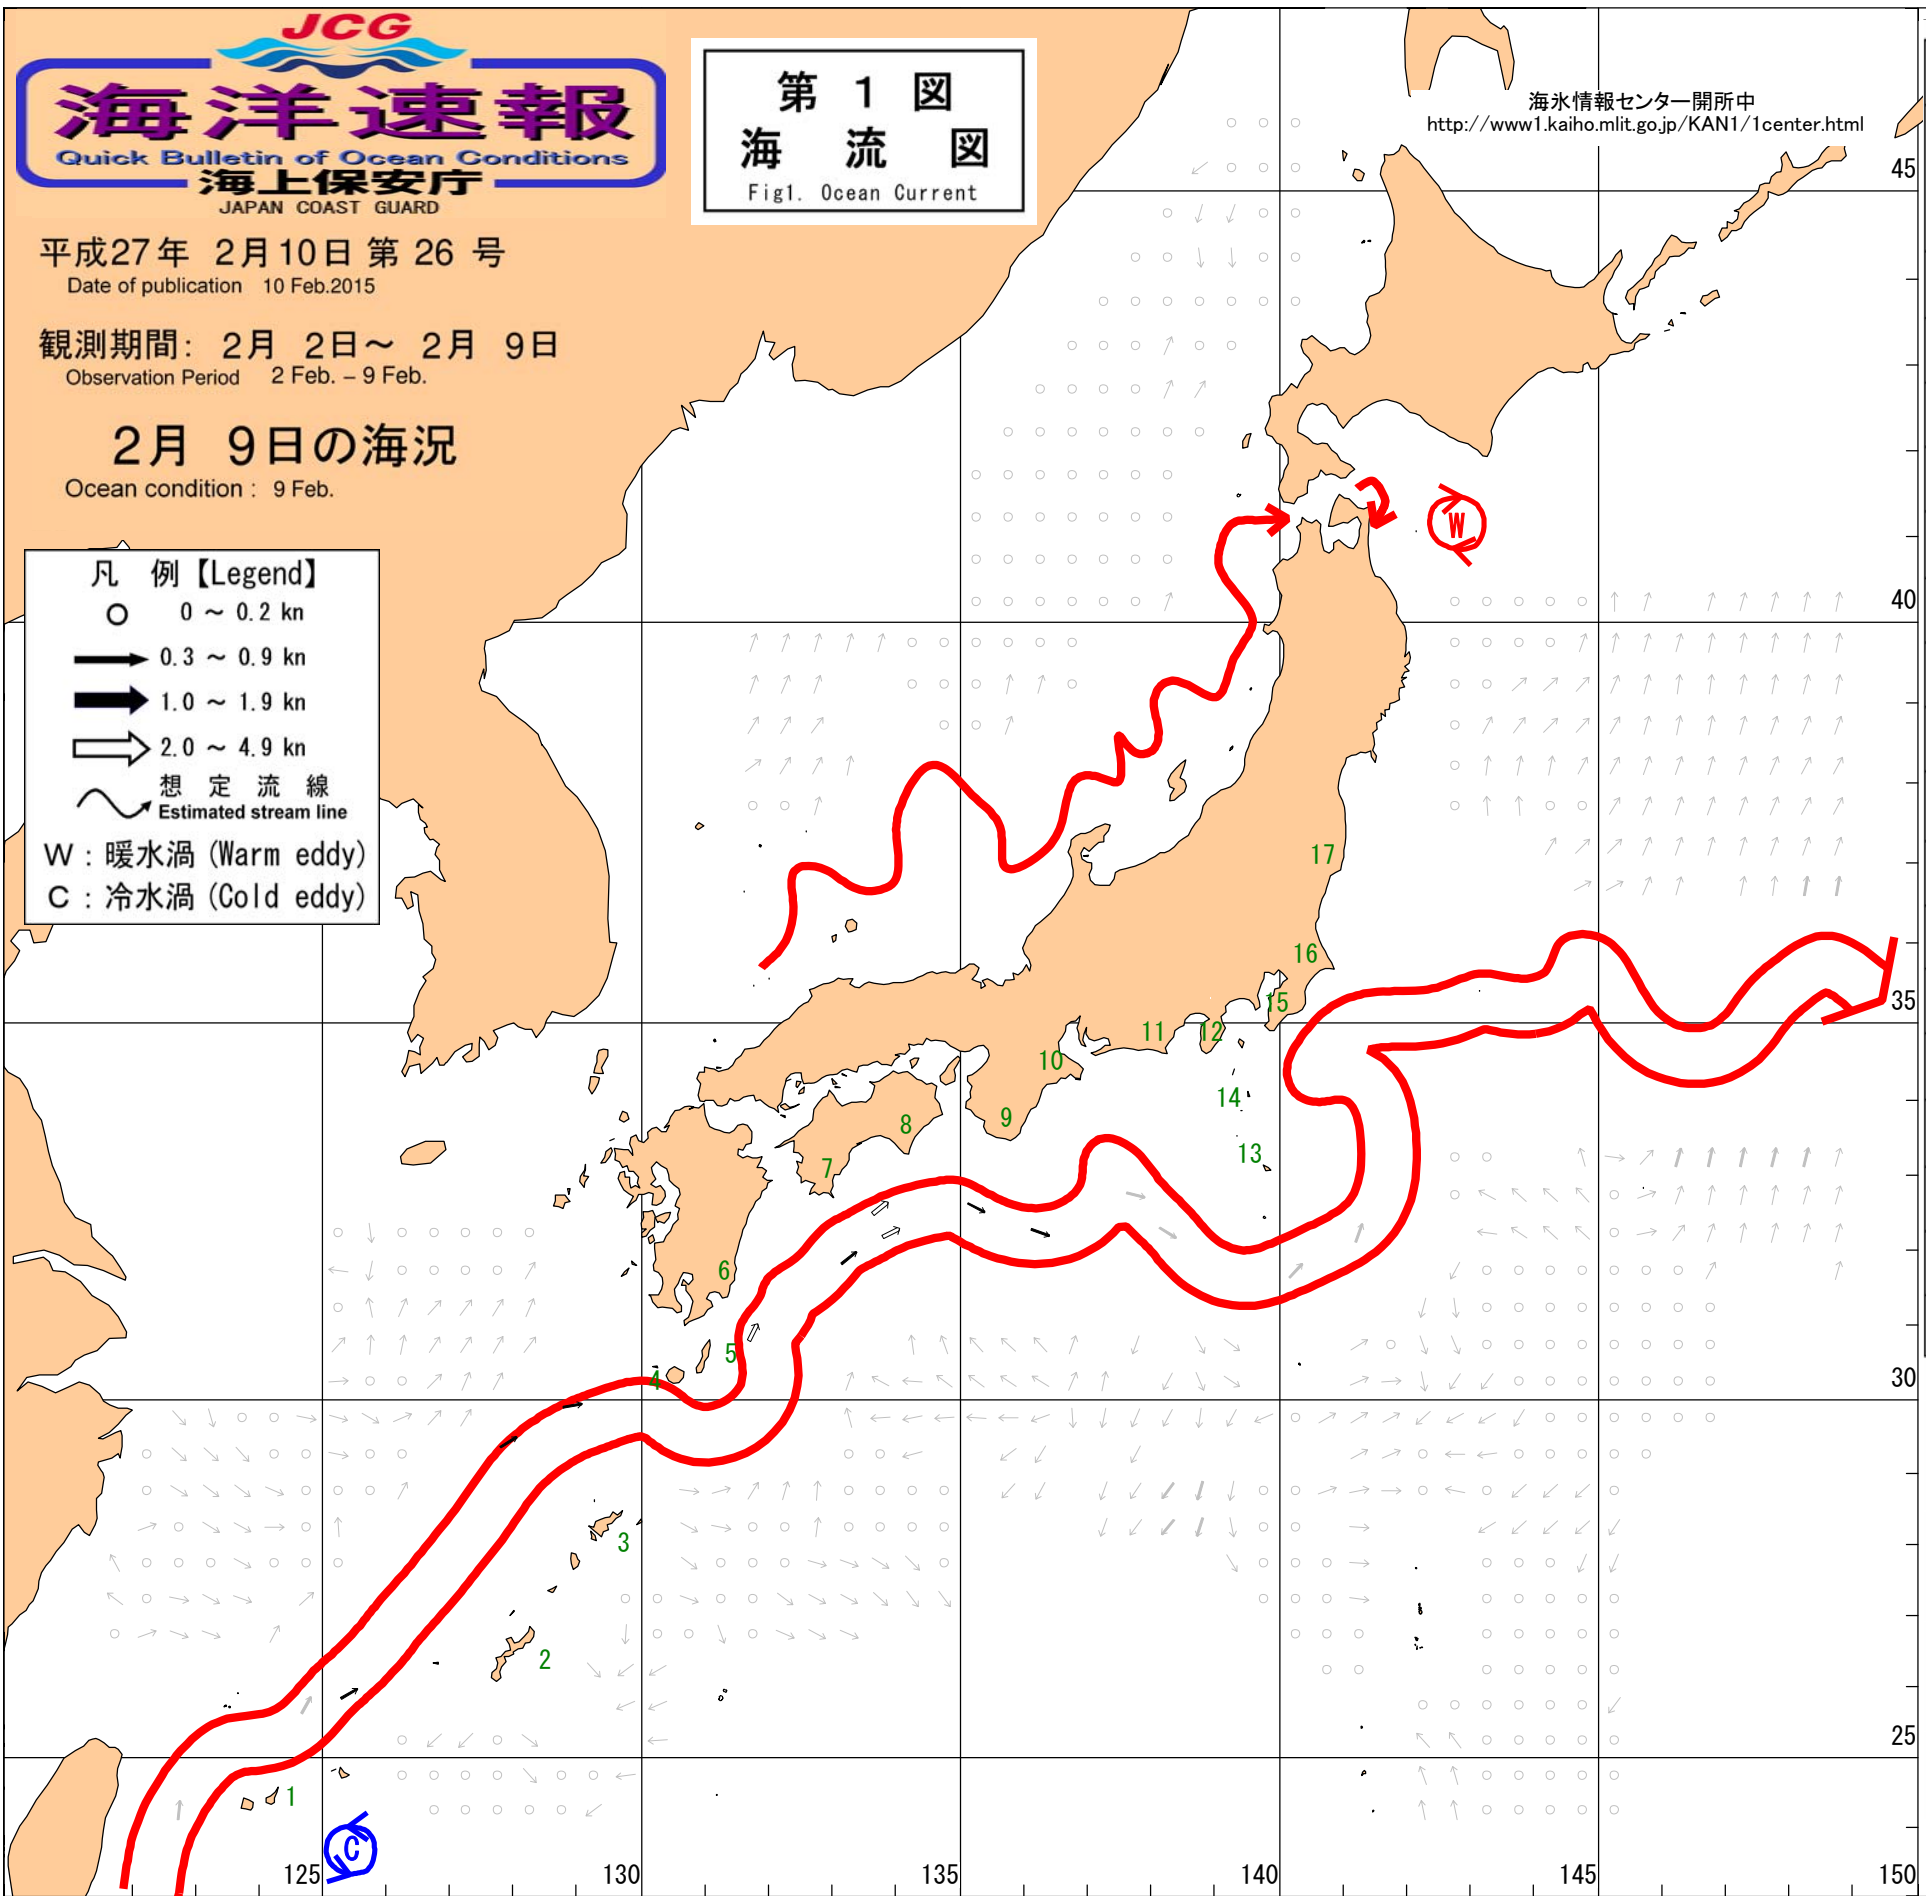 JCG
海洋速報
Quick Bulletin of Ocean Conditions
海上保安庁
JAPAN COAST GUARD
平成27年 2月10日 第 26 号
Date of publication 10 Feb.2015
観測期間: 2月 2日～ 2月 9日
Observation Period 2 Feb. – 9 Feb.
2月 9日の海況
Ocean condition : 9 Feb.
第 1 図
海 流 図
Fig1. Ocean Current
海氷情報センター開所中
http://www1.kaiho.mlit.go.jp/KAN1/1center.html
凡 例【Legend】
0 ～ 0.2 kn
0.3 ～ 0.9 kn
1.0 ～ 1.9 kn
2.0 ～ 4.9 kn
想 定 流 線
Estimated stream line
W : 暖水渦 (Warm eddy)
C : 冷水渦 (Cold eddy)
45
W
40
17
16
35
15
11
12
10
14
8
9
13
7
6
5
30
4
3
2
25
1
C
125
130
135
140
145
150